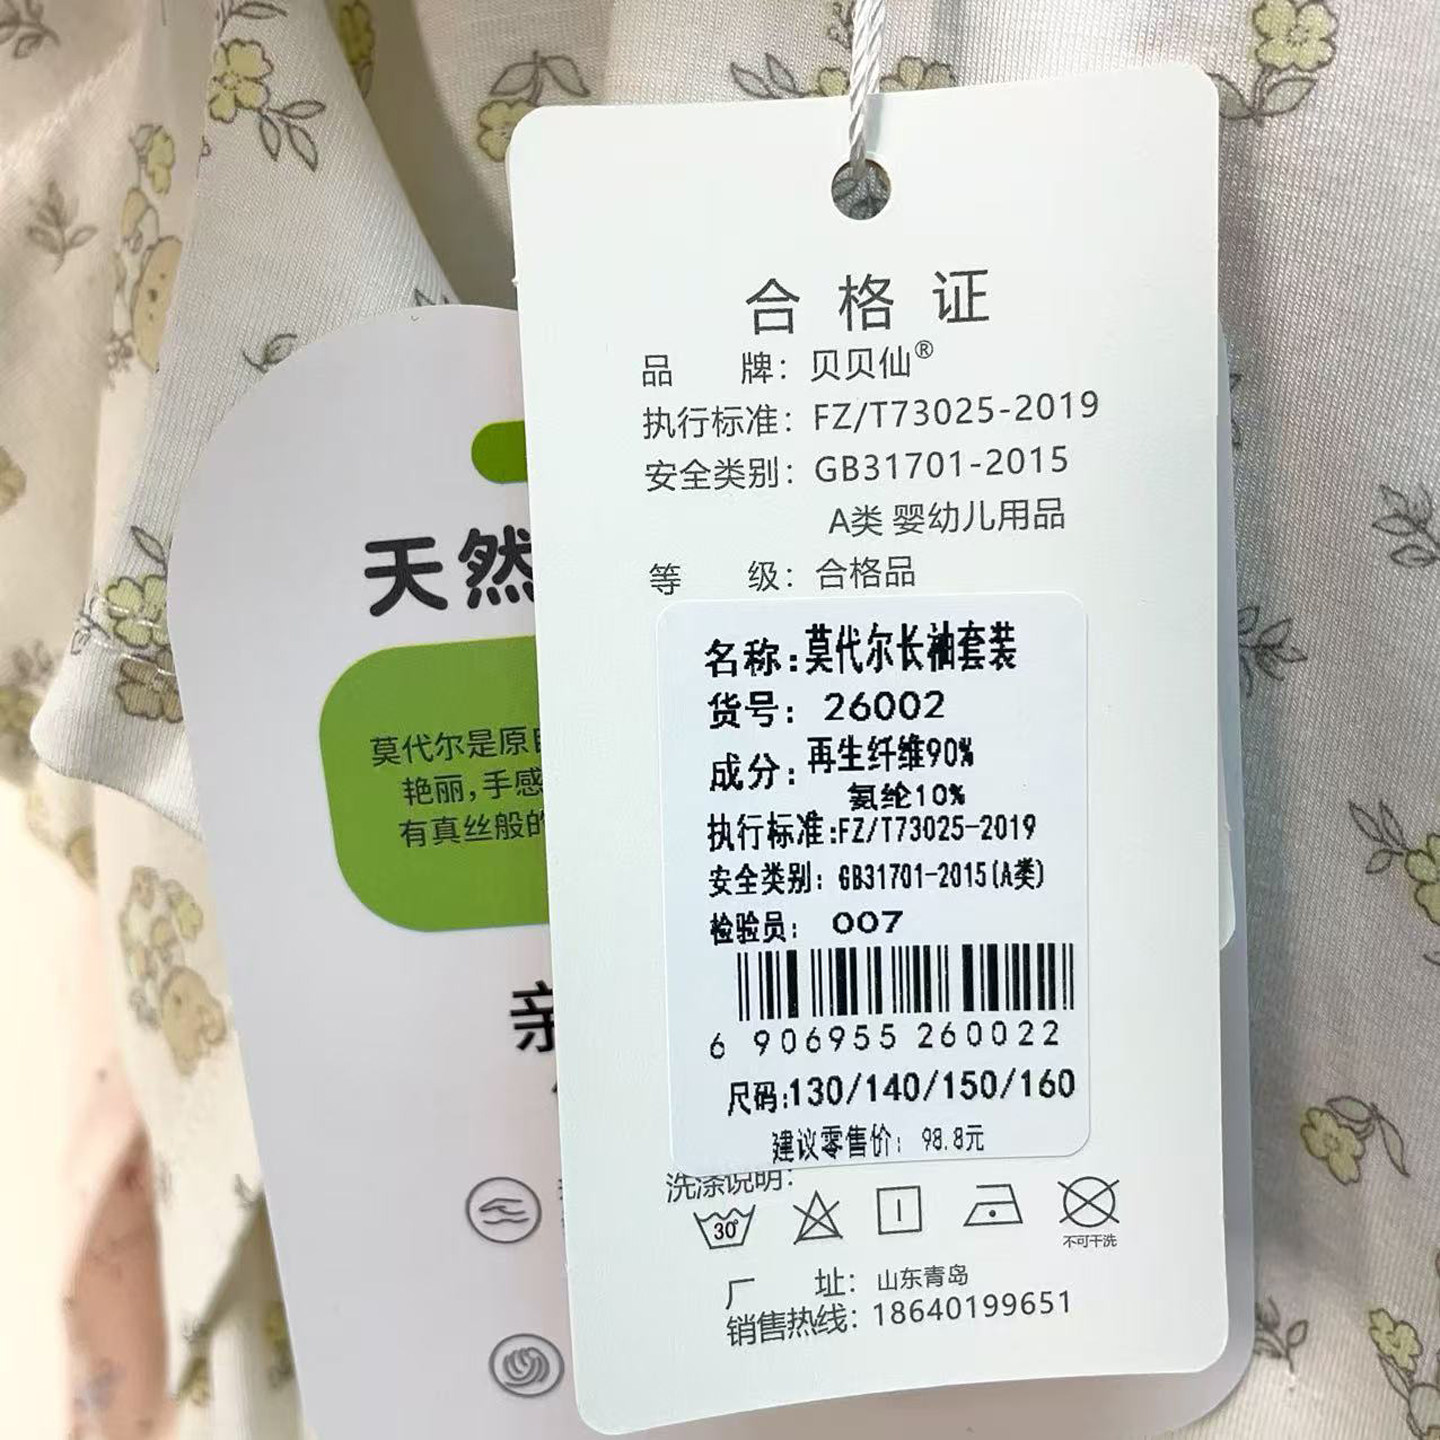 合格证
品 牌：贝贝仙®
执行标准：FZ/T73025-2019
安全类别：GB31701-2015
A类 婴幼儿用品
等 级：合格品
名称:莫代尔长袖套装
货号：26002
成分:再生纤维90%
氨纶10%
执行标准:FZ/T73025-2019
安全类别：GB31701-2015(A类)
检验员：007
6 906955 260022
尺码:130/140/150/160
建议零售价：98.8元
洗涤说明：
30°
不可干洗
厂 址：山东青岛
销售热线：18640199651
天然
莫代尔是原
艳丽,手感
有真丝般的
亲